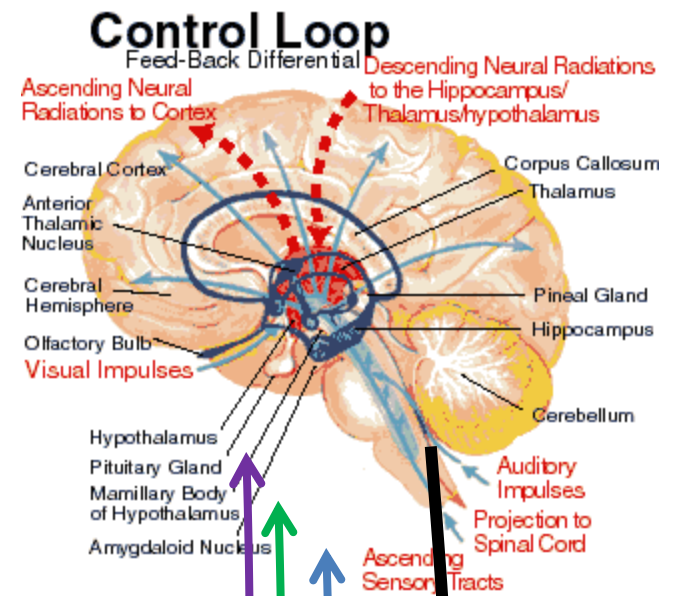 Control Loop
Feed-Back Differential
Ascending Neural
Radiations to Cortex
Descending Neural Radiations
to the Hippocampus/
Thalamus/hypothalamus
Cerebral Cortex
Corpus Callosum
Thalamus
Anterior
Thalamic
Nucleus
Cerebral
Hemisphere
Pineal Gland
Hippocampus
Olfactory Bulb
Visual Impulses
Cerebellum
Hypothalamus
Pituitary Gland
Mamillary Body
of Hypothalamus
Amygdaloid Nucleus
Auditory
Impulses
Projection to
Spinal Cord
Ascending
Sensory Tracts